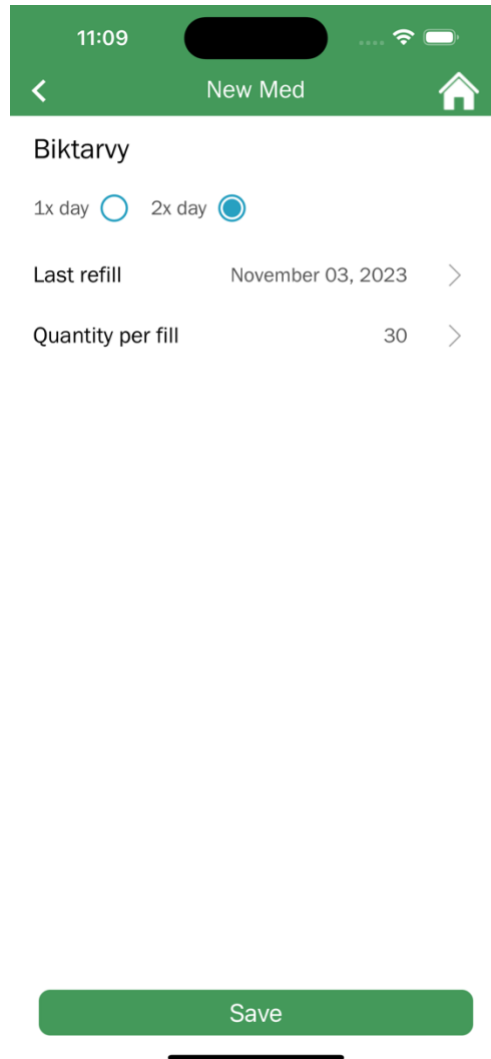 11:09
New Med
Biktarvy
1x day 2x day
Last refill November 03, 2023
Quantity per fill 30
Save